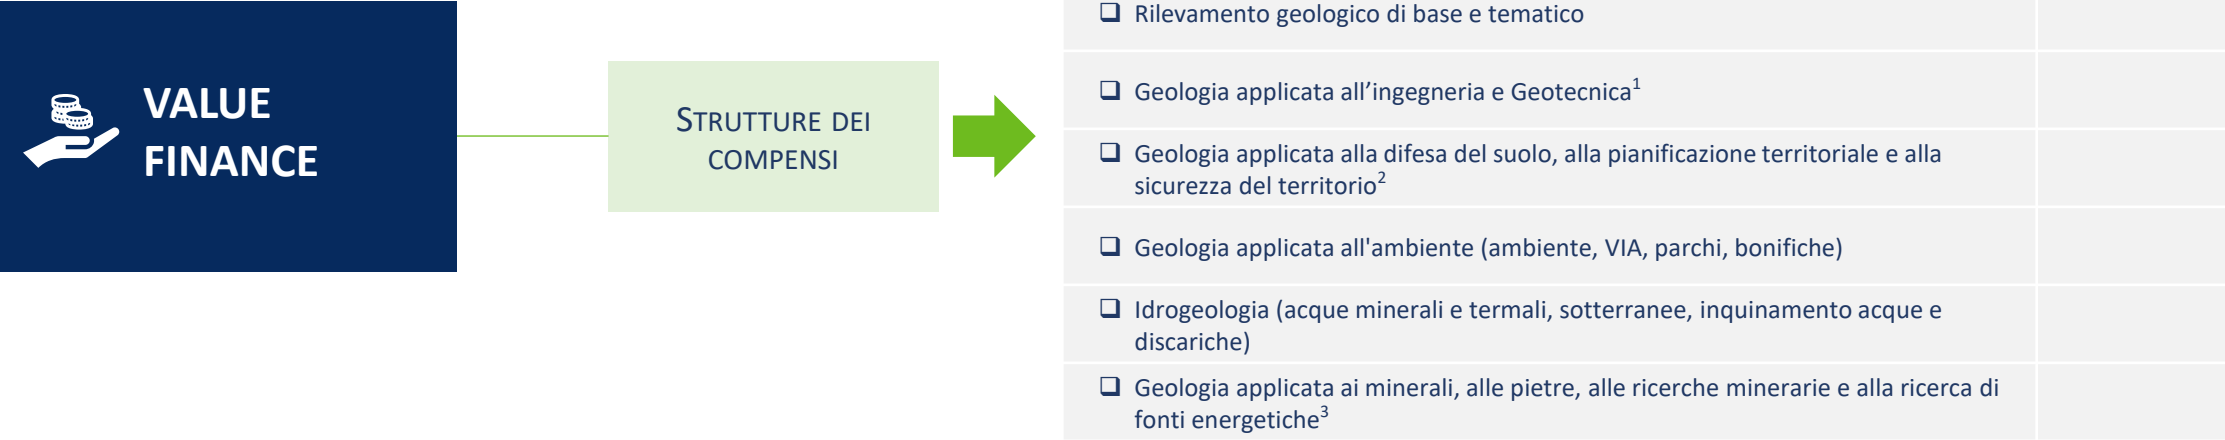 VALUE
FINANCE
STRUTTURE DEI
COMPENSI
❑ Rilevamento geologico di base e tematico
❑ Geologia applicata all’ingegneria e Geotecnica¹
❑ Geologia applicata alla difesa del suolo, alla pianificazione territoriale e alla
sicurezza del territorio²
❑ Geologia applicata all'ambiente (ambiente, VIA, parchi, bonifiche)
❑ Idrogeologia (acque minerali e termali, sotterranee, inquinamento acque e
discariche)
❑ Geologia applicata ai minerali, alle pietre, alle ricerche minerarie e alla ricerca di
fonti energetiche³